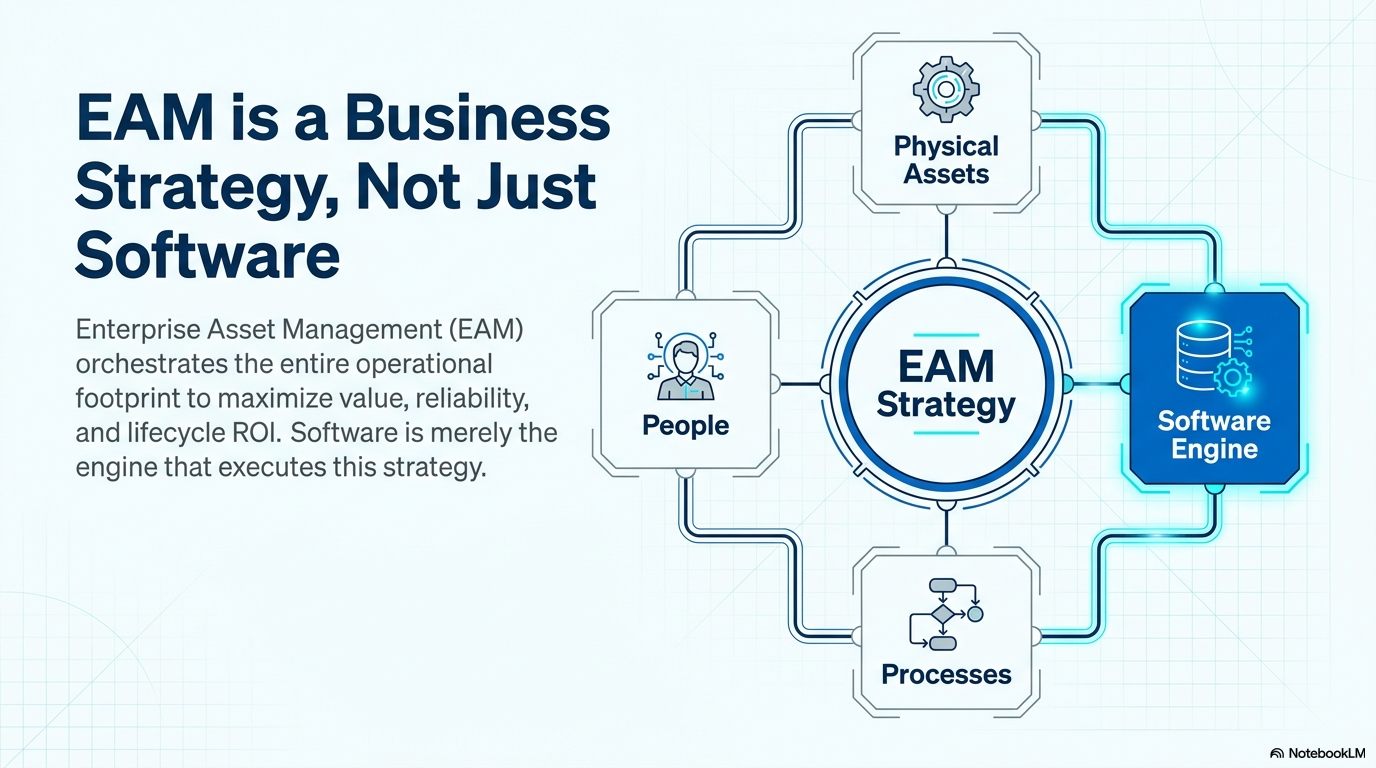 EAM is a Business
Strategy, Not Just
Software
Enterprise Asset Management (EAM)
orchestrates the entire operational
footprint to maximize value, reliability,
and lifecycle ROI. Software is merely the
engine that executes this strategy.
Physical
Assets
People
EAM
Strategy
Software
Engine
Processes
NotebookLM